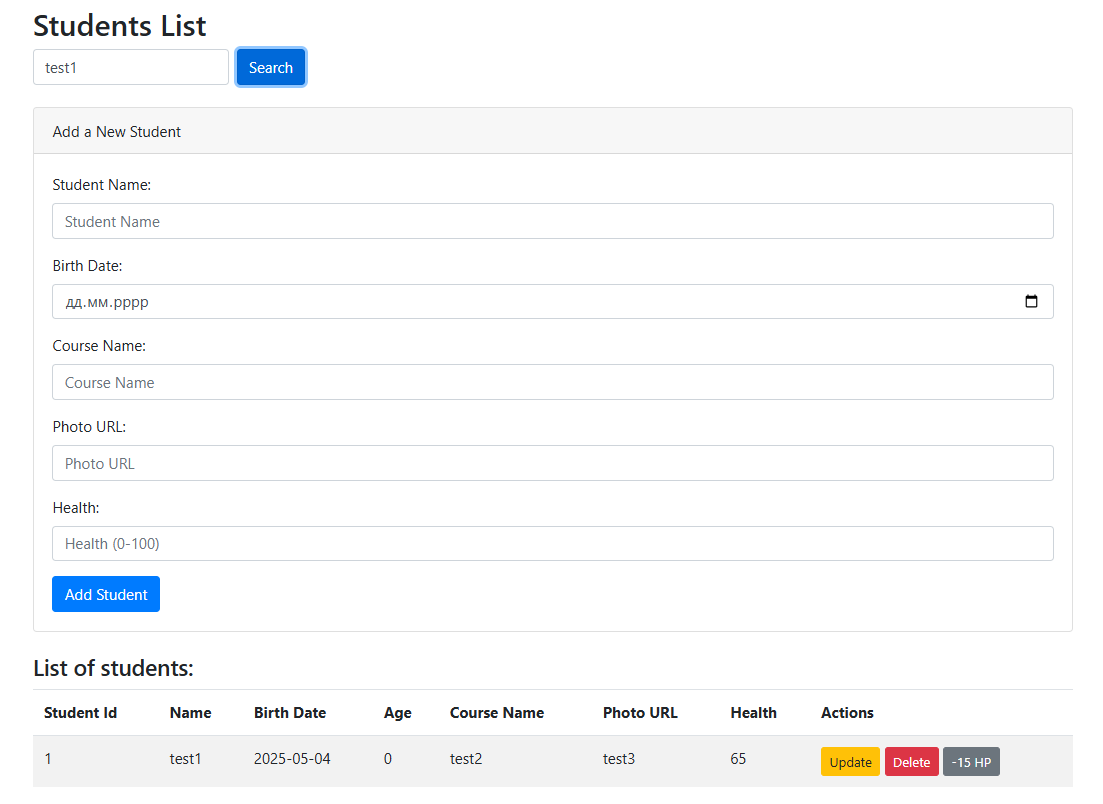 Students List
test1 Search
Add a New Student
Student Name:
Student Name
Birth Date:
дд.мм.рррр
Course Name:
Course Name
Photo URL:
Photo URL
Health:
Health (0-100)
Add Student
List of students:
Student Id Name Birth Date Age Course Name Photo URL Health Actions
1 test1 2025-05-04 0 test2 test3 65 Update Delete -15 HP